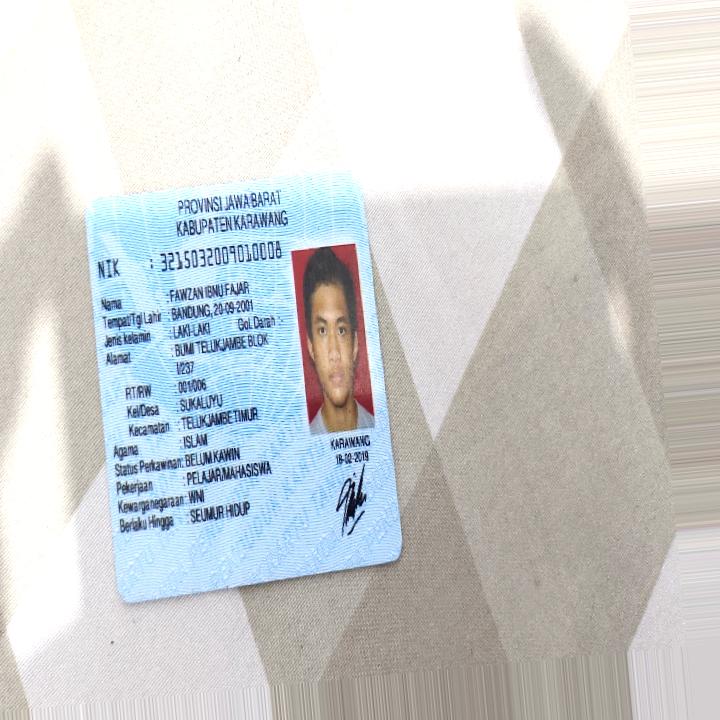 PROVINSI JAWA BARAT
KABUPATEN KARAWANG
NIK : 3215032009010008
Nama : FAWZAN IBNU FAJAR
Tempat/Tgl Lahir : BANDUNG, 20-09-2001
Jenis kelamin : LAKI-LAKI Gol. Darah :-
Alamat : BUMI TELUKJAMBE BLOK
I/237
RT/RW : 001/006
Kel/Desa : SUKALUYU
Kecamatan : TELUKJAMBE TIMUR
Agama : ISLAM
Status Perkawinan: BELUM KAWIN
Pekerjaan : PELAJAR/MAHASISWA
Kewarganegaraan: WNI
Berlaku Hingga : SEUMUR HIDUP
KARAWANG
18-02-2019